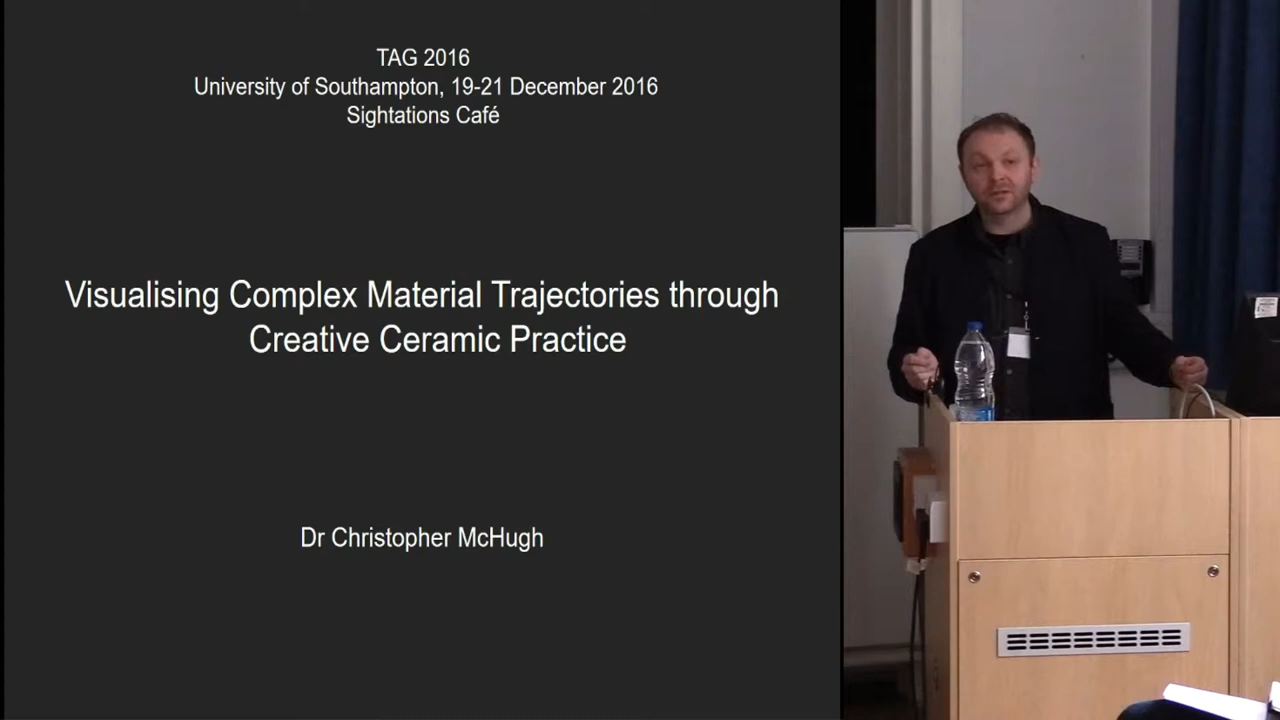 TAG 2016
University of Southampton, 19-21 December 2016
Sightations Café
Visualising Complex Material Trajectories through
Creative Ceramic Practice
Dr Christopher McHugh